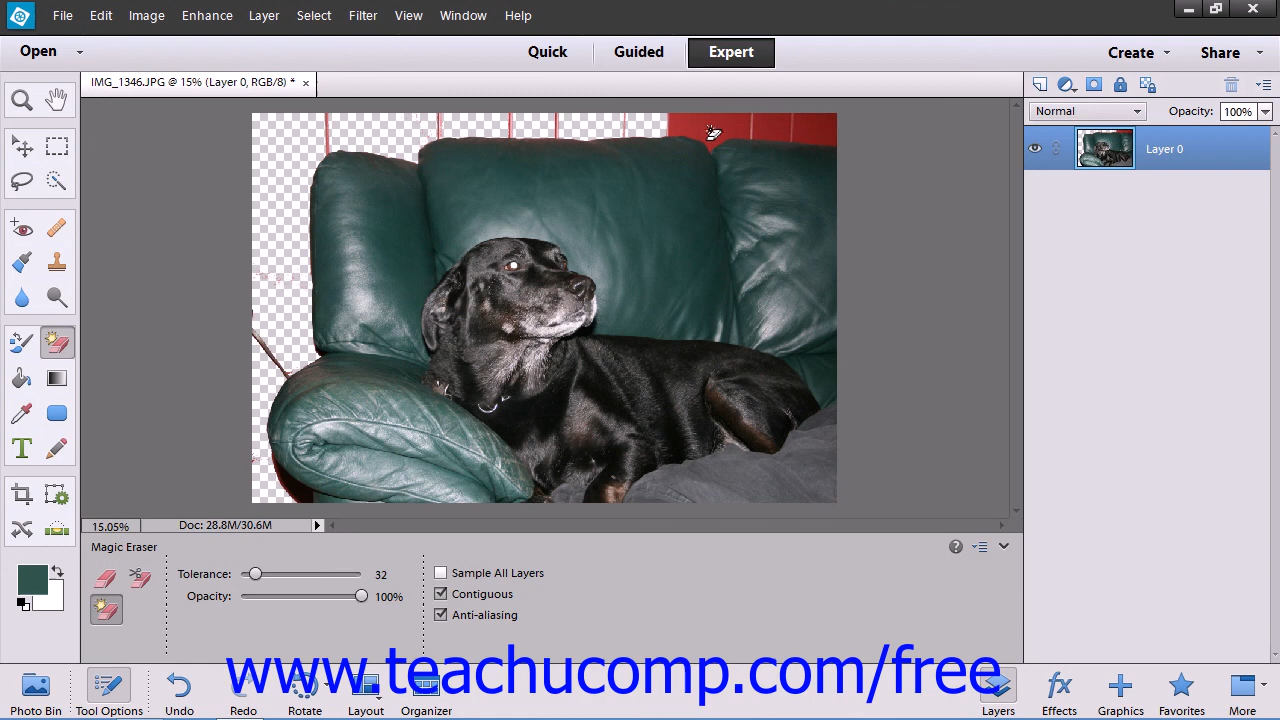 File Edit Image Enhance Layer Select Filter View Window Help
Open Quick Guided Expert Create Share
IMG_1346.JPG @ 15% (Layer 0, RGB/8) * ×
Normal Opacity: 100%
Layer 0
15.05% Doc: 28.8M/30.6M
Magic Eraser
Tolerance: 32 Sample All Layers
Opacity: 100% Contiguous
Anti-aliasing
www.teachucomp.com/free
Photo Bin Tool Options Undo Redo Rotate Layout Organizer Layers Effects Graphics Favorites More